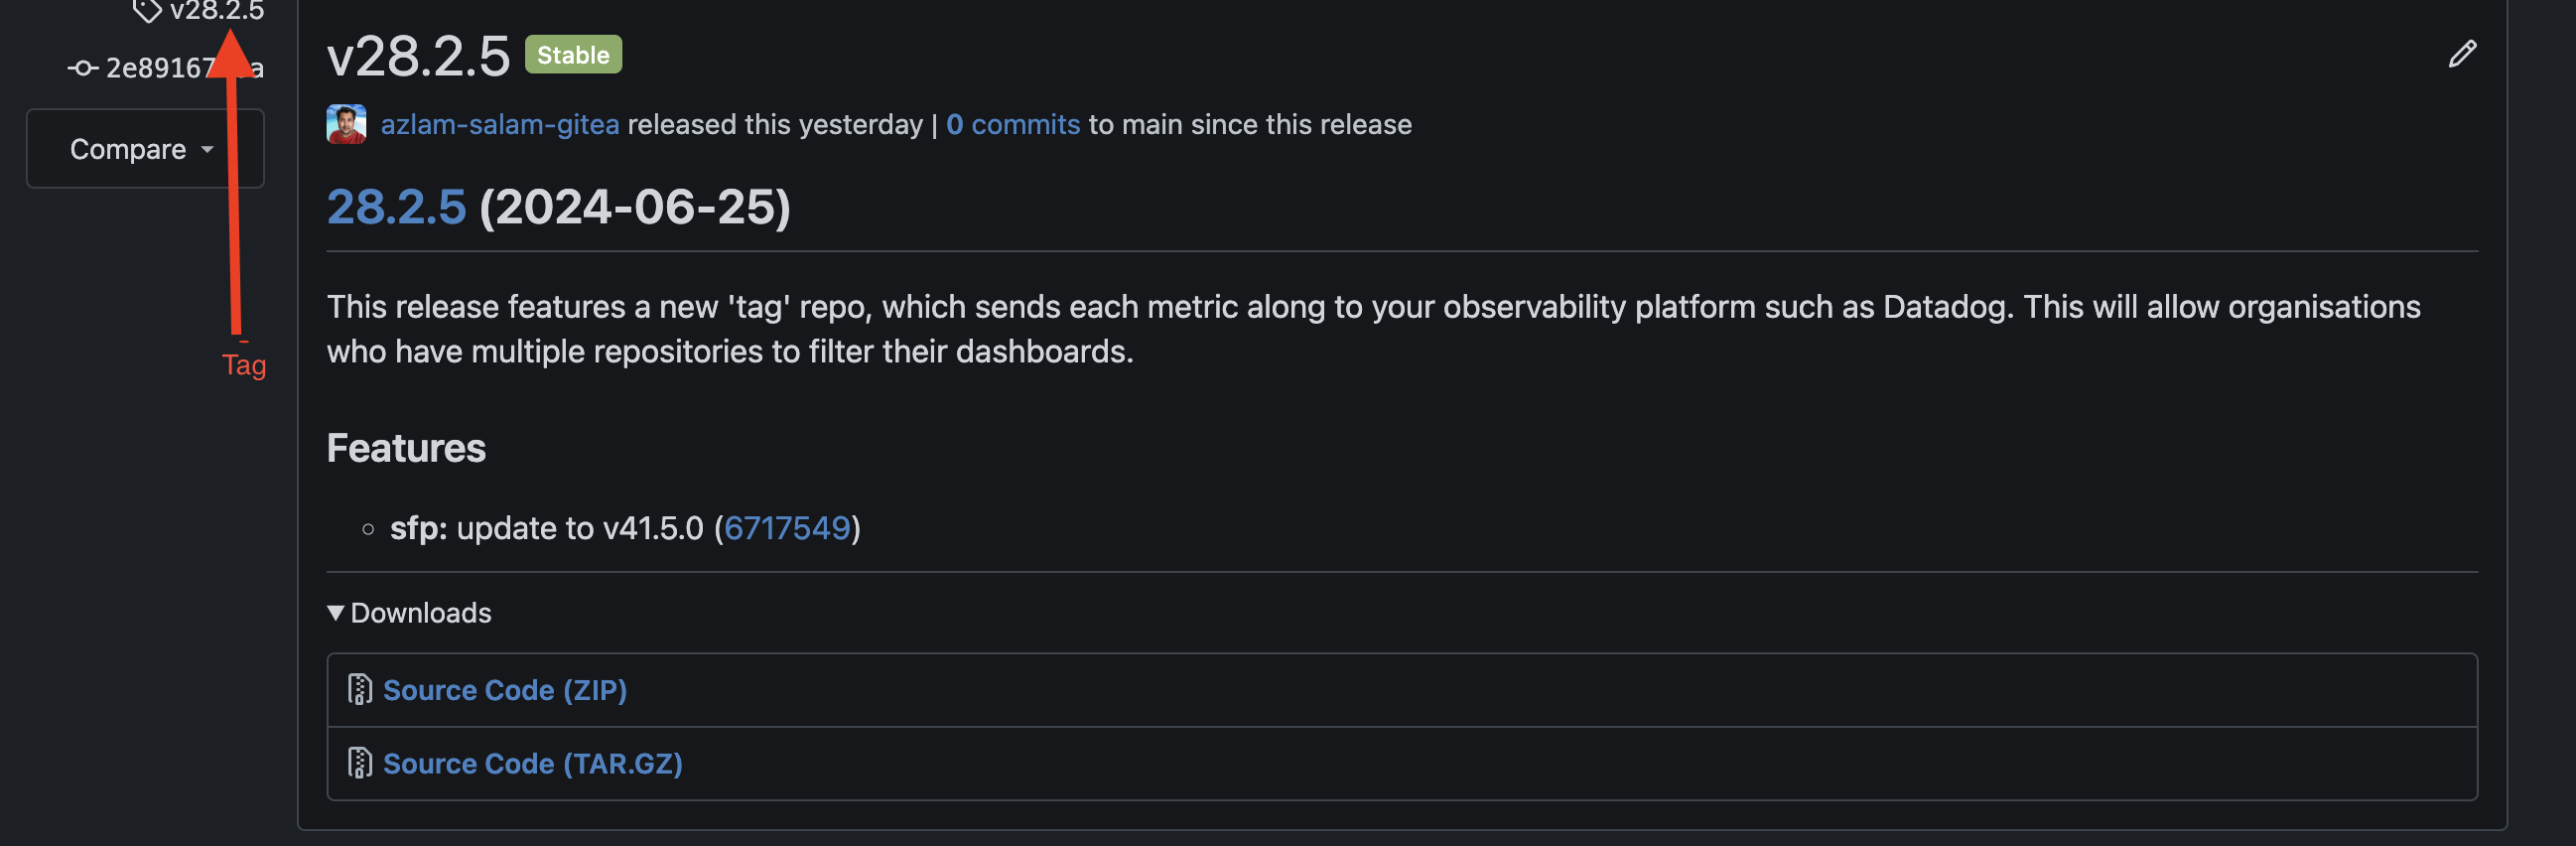 v28.2.5
Compare
Tag
v28.2.5 Stable
azlam-salam-gitea released this yesterday | 0 commits to main since this release
28.2.5 (2024-06-25)
This release features a new 'tag' repo, which sends each metric along to your observability platform such as Datadog. This will allow organisations
who have multiple repositories to filter their dashboards.
Features
sfp: update to v41.5.0 (6717549)
Downloads
Source Code (ZIP)
Source Code (TAR.GZ)